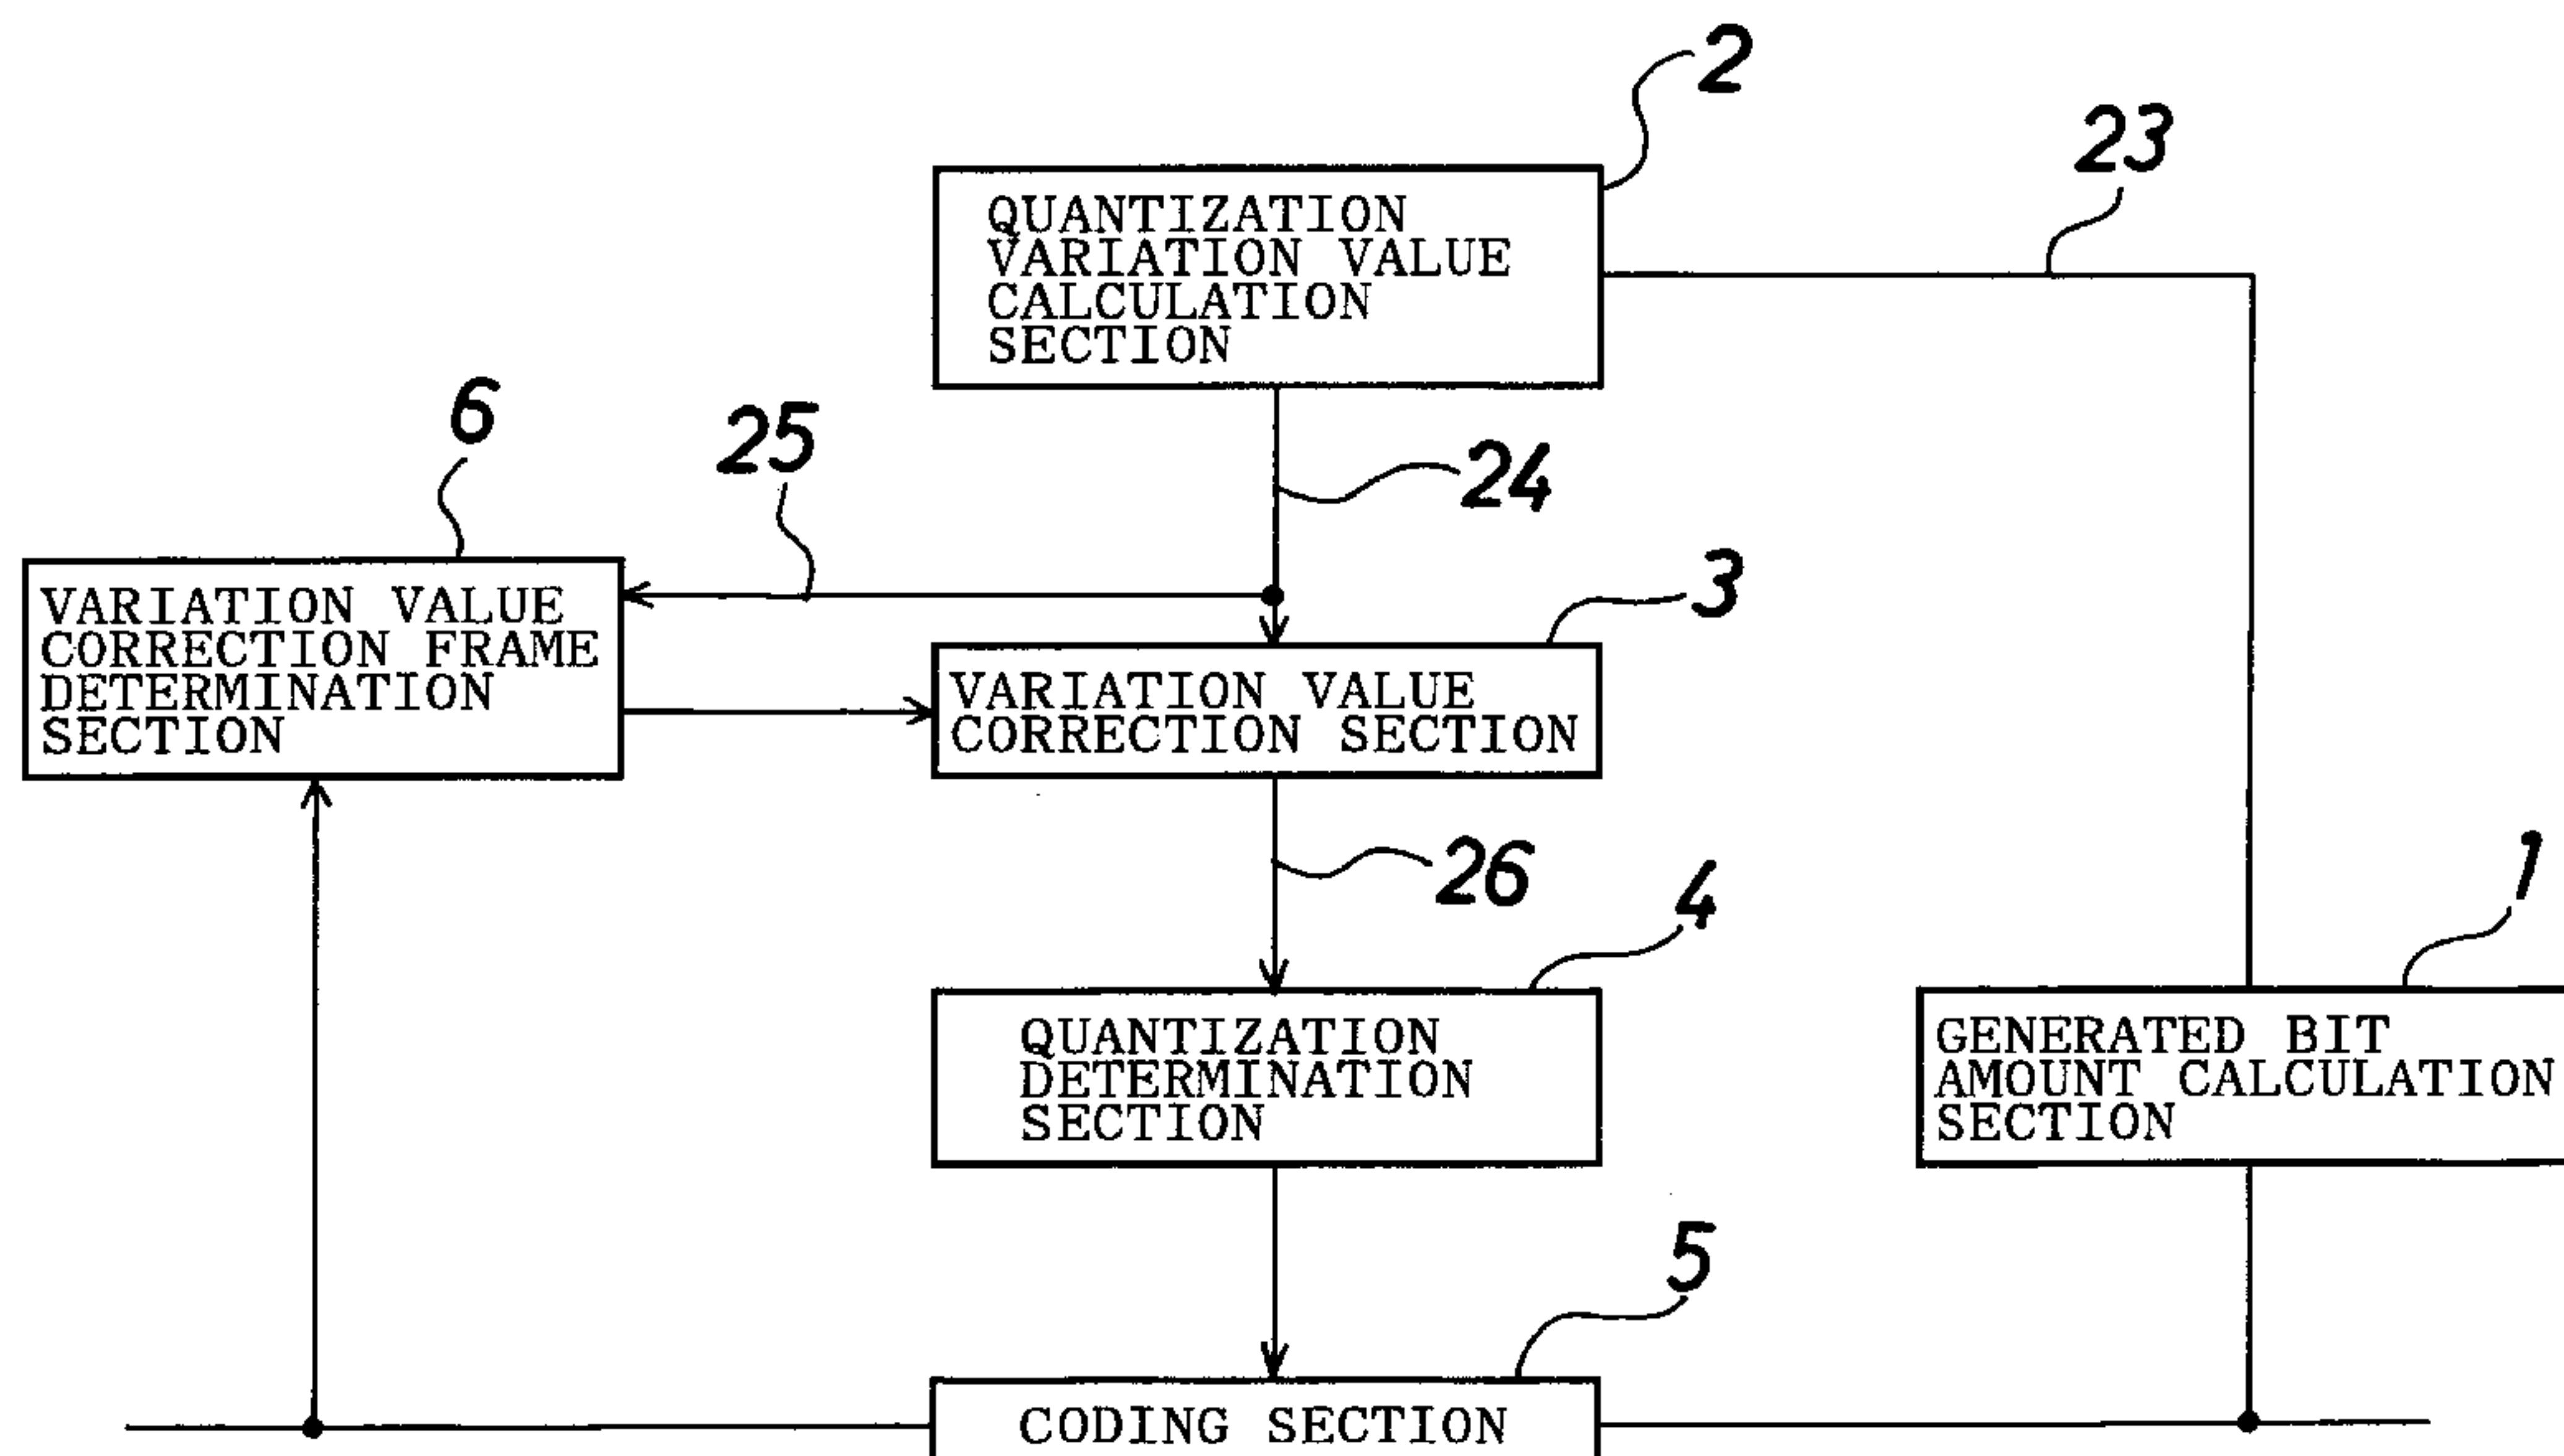 2
23
QUANTIZATION
VARIATION VALUE
CALCULATION
SECTION
6
25
24
3
VARIATION VALUE
CORRECTION FRAME
DETERMINATION
SECTION
VARIATION VALUE
CORRECTION SECTION
26
4
1
QUANTIZATION
DETERMINATION
SECTION
GENERATED BIT
AMOUNT CALCULATION
SECTION
5
CODING SECTION